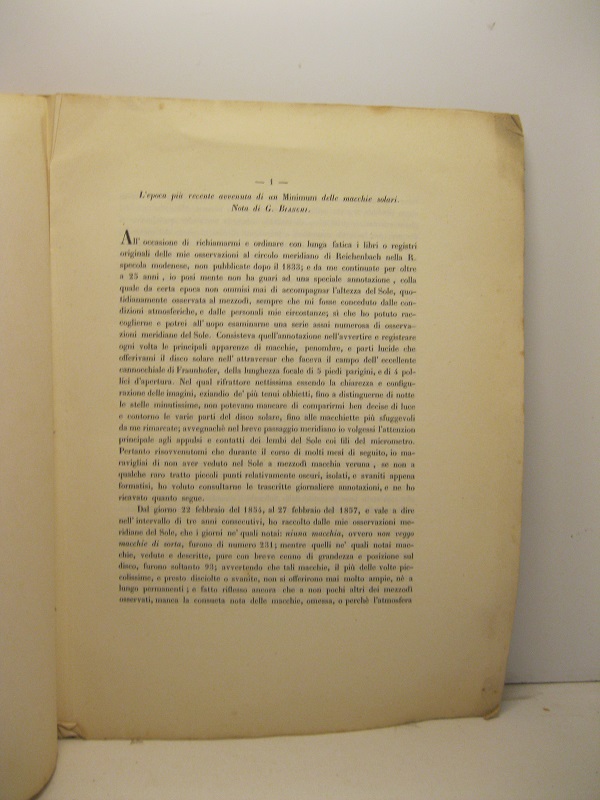 — 1 —
L'epoca più recente avvenuta di un Minimum delle macchie solari.
Nota di G. BIANCHI.
All' occasione di richiamarmi e ordinare con lunga fatica i libri o registri
originali delle mie osservazioni al circolo meridiano di Reichenbach nella R.
specola modenese, non pubblicate dopo il 1833; e da me continuate per oltre
a 25 anni, io posi mente non ha guari ad una speciale annotazione, colla
quale da certa epoca non ommisi mai di accompagnar l'altezza del Sole, quo-
tidianamente osservata al mezzodì, sempre che mi fosse conceduto dalle con-
dizioni atmosferiche, e dalle personali mie circostanze; sì che ho potuto rac-
coglierne e potrei all' uopo esaminarne una serie assai numerosa di osserva-
zioni meridiane del Sole. Consisteva quell'annotazione nell'avvertire e registrare
ogni volta le principali apparenze di macchie, penombre, e parti lucide che
offerivami il disco solare nell' attraversar che faceva il campo dell' eccellente
cannocchiale di Fraunhofer, della lunghezza focale di 5 piedi parigini, e di 4 pol-
lici d'apertura. Nel qual rifrattore nettissima essendo la chiarezza e configu-
razione delle imagini, eziandio de' più tenui obbietti, fino a distinguerne di notte
le stelle minutissime, non potevano mancare di comparirmi ben decise di luce
e contorno le varie parti del disco solare, fino alle macchiette più sfuggevoli
da me rimarcate; avvegnachè nel breve passaggio meridiano io volgessi l'attenzion
principale agli appulsi e contatti dei lembi del Sole coi fili del micrometro.
Pertanto risovvenutomi che durante il corso di molti mesi di seguito, io ma-
ravigliai di non aver veduto nel Sole a mezzodì macchia veruna, se non a
qualche raro tratto piccoli punti relativamente oscuri, isolati, e svaniti appena
formatisi, ho voluto consultarne le trascritte giornaliere annotazioni, e ne ho
ricavato quanto segue.
Dal giorno 22 febbraio del 1854, al 27 febbraio del 1857, e vale a dire
nell' intervallo di tre anni consecutivi, ho raccolto dalle mie osservazioni me-
ridiane del Sole, che i giorni ne' quali notai: niuna macchia, ovvero non veggo
macchie di sorta, furono di numero 231; mentre quelli ne' quali notai mac-
chie, vedute e descritte, pure con breve cenno di grandezza e posizione sul
disco, furono soltanto 93; avvertendo che tali macchie, il più delle volte pic-
colissime, e presto disciolte o svanite, non si offerirono mai molto ampie, nè a
lungo permanenti; e fatto riflesso ancora che a non pochi altri dei mezzodì
osservati, manca la consueta nota delle macchie, omessa, o perchè l'atmosfera